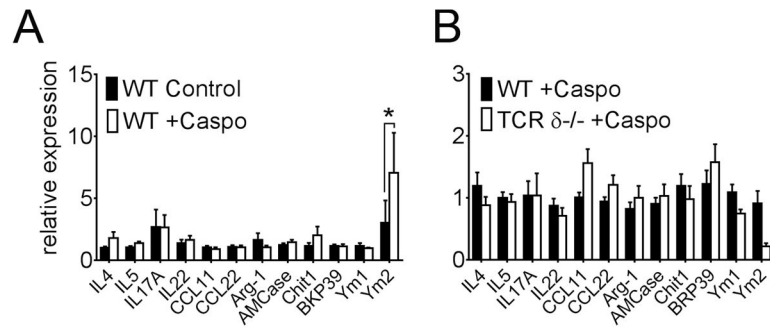 A
relative expression
15
10
5
0
WT Control
WT +Caspo
*
IL4
IL5
IL17A
IL22
CCL11
CCL22
Arg-1
AMCase
Chit1
BKP39
Ym1
Ym2
B
3
2
1
0
WT +Caspo
TCR δ-/- +Caspo
IL4
IL5
IL17A
IL22
CCL11
CCL22
Arg-1
AMCase
Chit1
BRP39
Ym1
Ym2